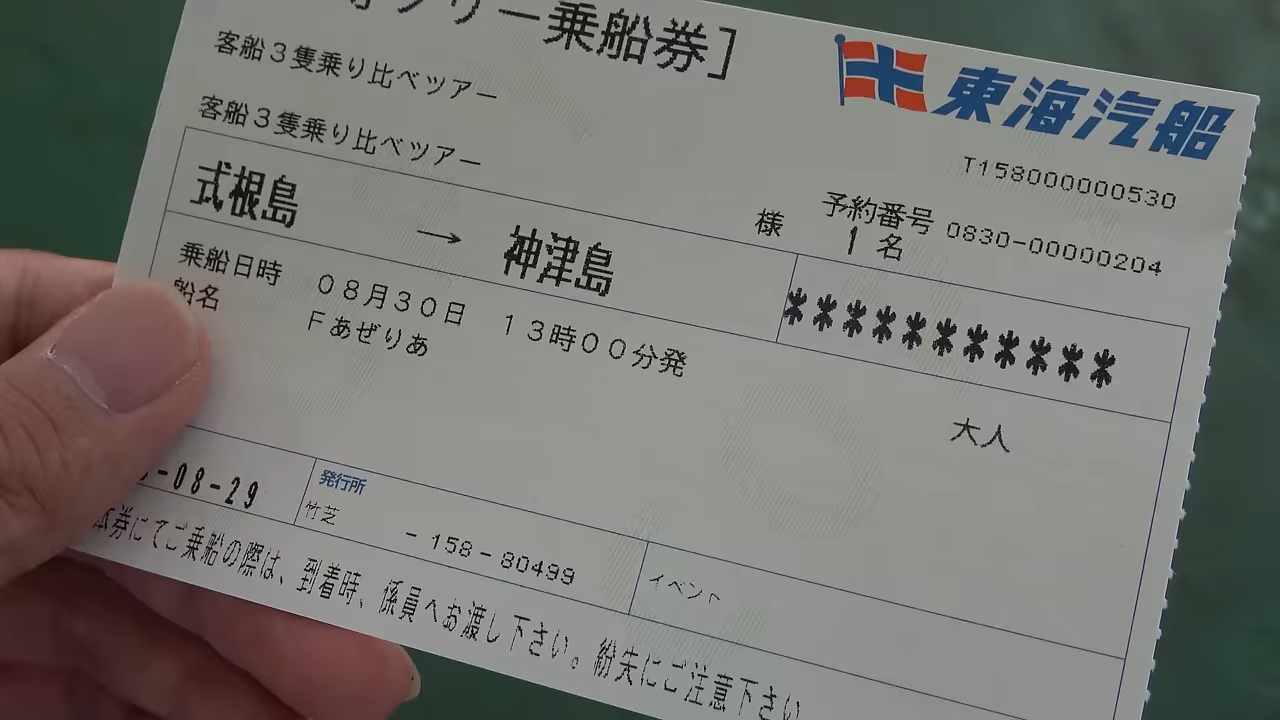 ー乗船券］
東海汽船
客船３隻乗り比べツアー
客船３隻乗り比べツアー
T158000000530
様 予約番号 0830-00000204
1 名
式根島 → 神津島
＊＊＊＊＊＊＊＊＊＊＊
乗船日時 ０８月３０日 １３時００分発
船名 Ｆあぜりあ
大人
-08-29
発行所
竹芝 -158-80499
イベント
本券にてご乗船の際は、到着時、係員へお渡し下さい。紛失にご注意下さい